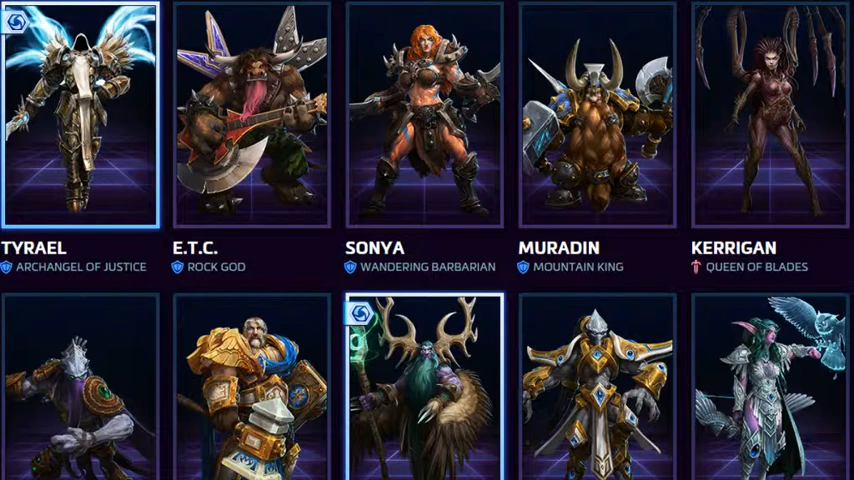 TYRAEL
ARCHANGEL OF JUSTICE
E.T.C.
ROCK GOD
SONYA
WANDERING BARBARIAN
MURADIN
MOUNTAIN KING
KERRIGAN
QUEEN OF BLADES